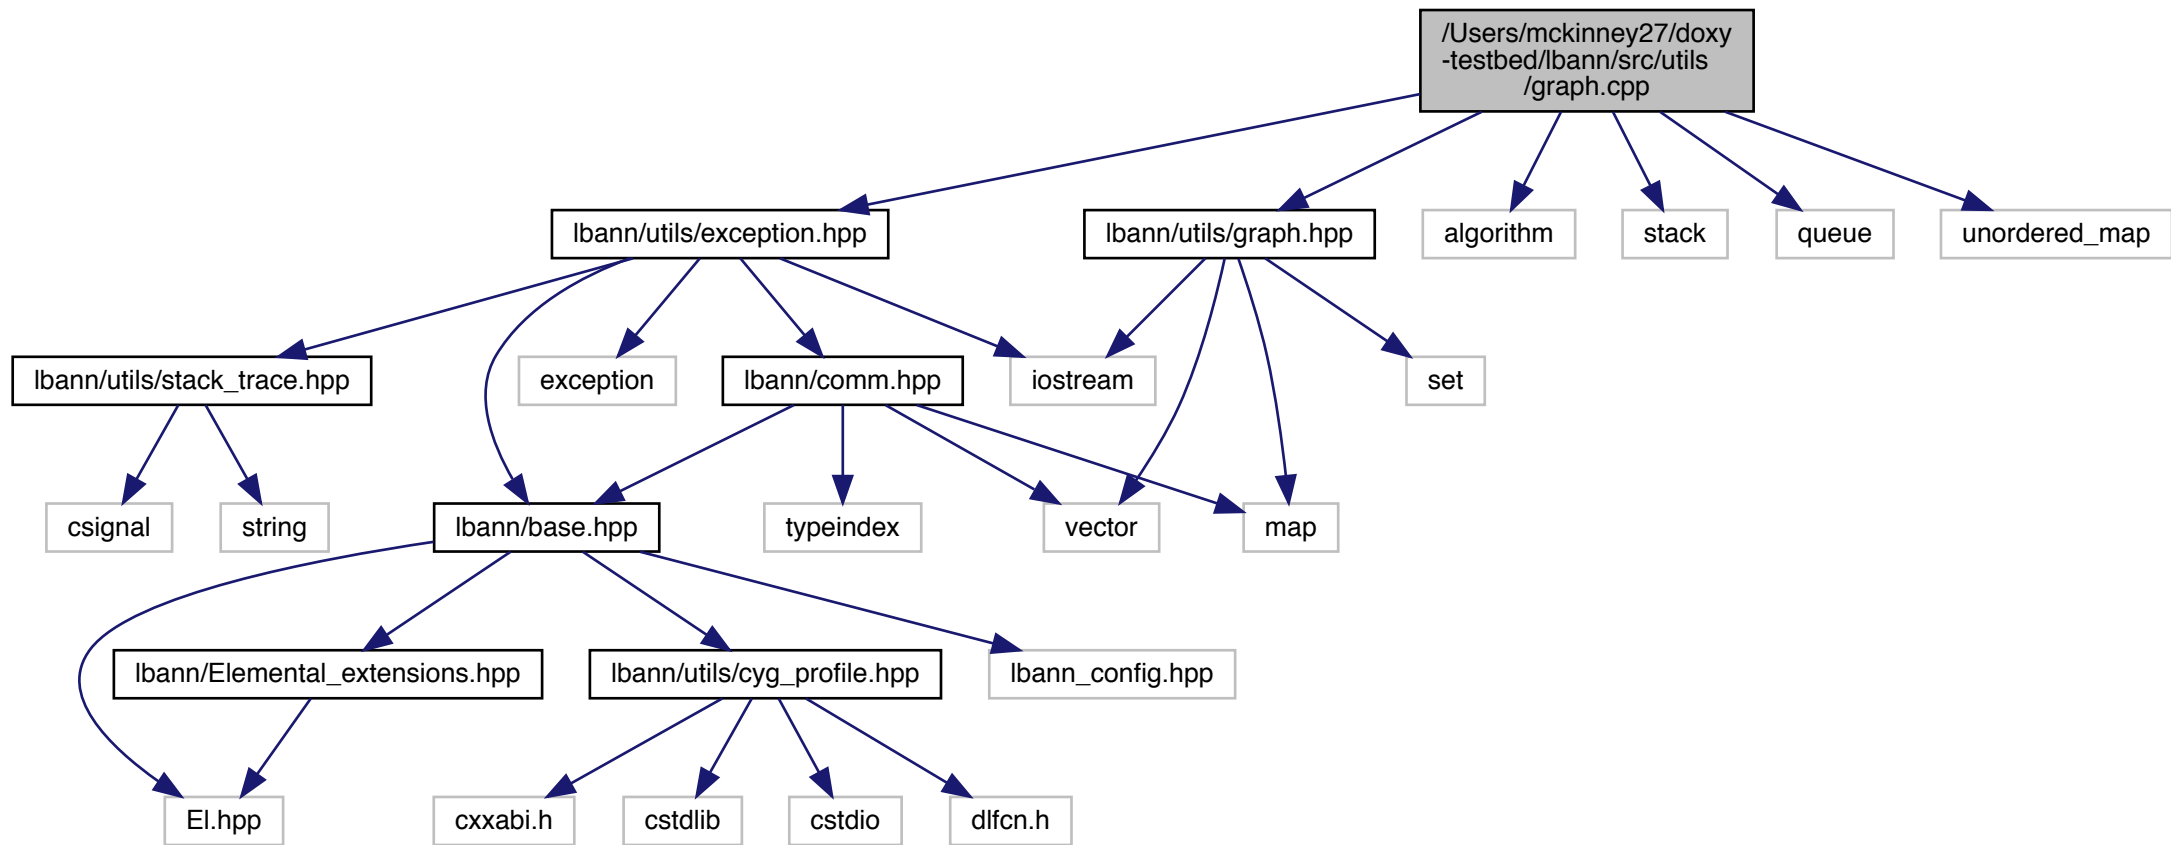 /Users/mckinney27/doxy
-testbed/lbann/src/utils
/graph.cpp
lbann/utils/exception.hpp
lbann/utils/graph.hpp
algorithm
stack
queue
unordered_map
lbann/utils/stack_trace.hpp
exception
lbann/comm.hpp
iostream
set
csignal
string
lbann/base.hpp
typeindex
vector
map
lbann/Elemental_extensions.hpp
lbann/utils/cyg_profile.hpp
lbann_config.hpp
El.hpp
cxxabi.h
cstdlib
cstdio
dlfcn.h